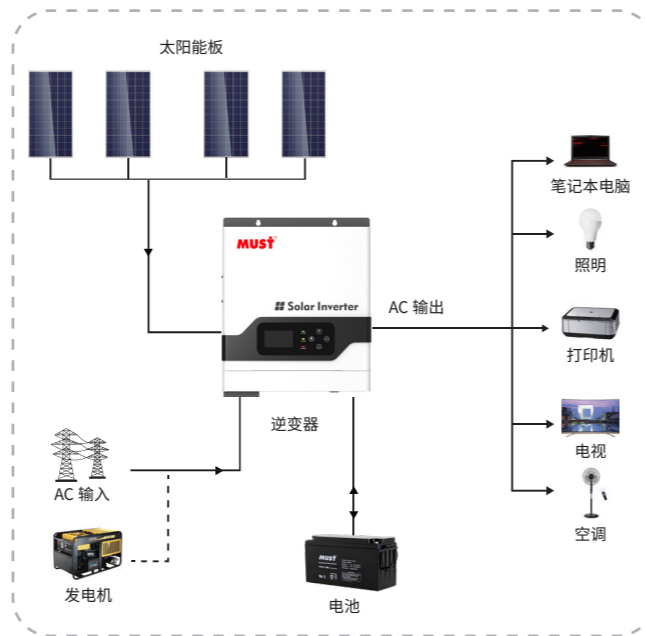 太阳能板
MUST
Solar Inverter
AC 输出
笔记本电脑
照明
打印机
电视
空调
逆变器
AC 输入
发电机
MUST
电池